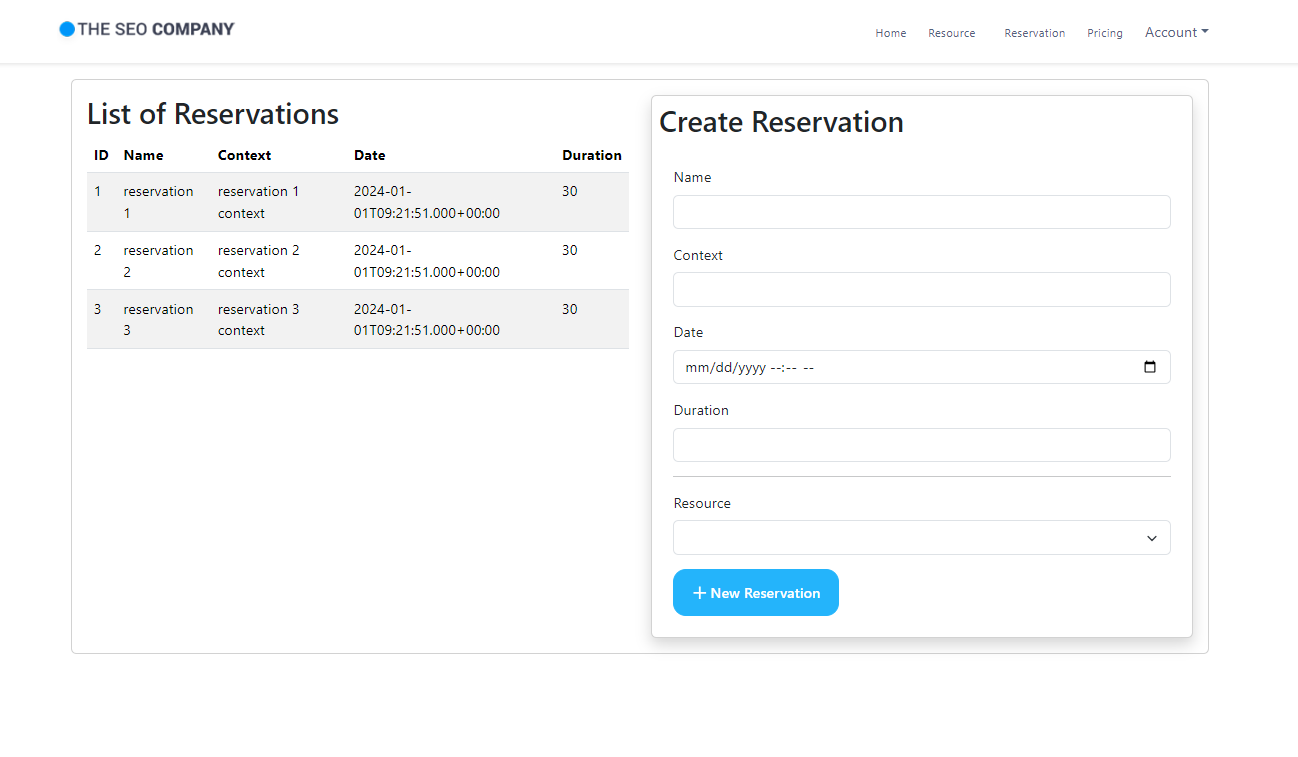 THE SEO COMPANY
Home Resource Reservation Pricing Account
List of Reservations
ID Name Context Date Duration
1 reservation reservation 1 2024-01- 30
1 context 01T09:21:51.000+00:00
2 reservation reservation 2 2024-01- 30
2 context 01T09:21:51.000+00:00
3 reservation reservation 3 2024-01- 30
3 context 01T09:21:51.000+00:00
Create Reservation
Name
Context
Date
mm/dd/yyyy --:-- --
Duration
Resource
+ New Reservation